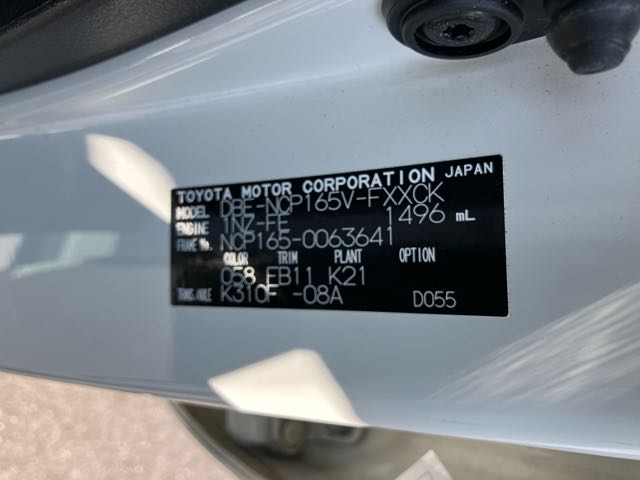 TOYOTA MOTOR CORPORATION JAPAN
MODEL DBE-NCP165V-FXXCK
ENGINE 1NZ-FE 1496 mL
FRAME No. NCP165-0063641
COLOR TRIM PLANT OPTION
058 FB11 K21
TRANS/AXLE K310F -08A D055